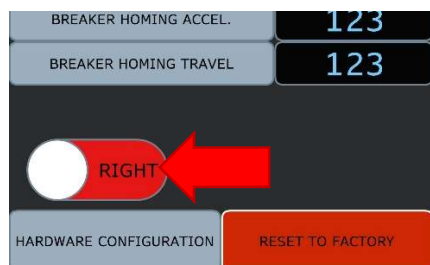 BREAKER HOMING ACCEL.
123
BREAKER HOMING TRAVEL
123
RIGHT
HARDWARE CONFIGURATION
RESET TO FACTORY